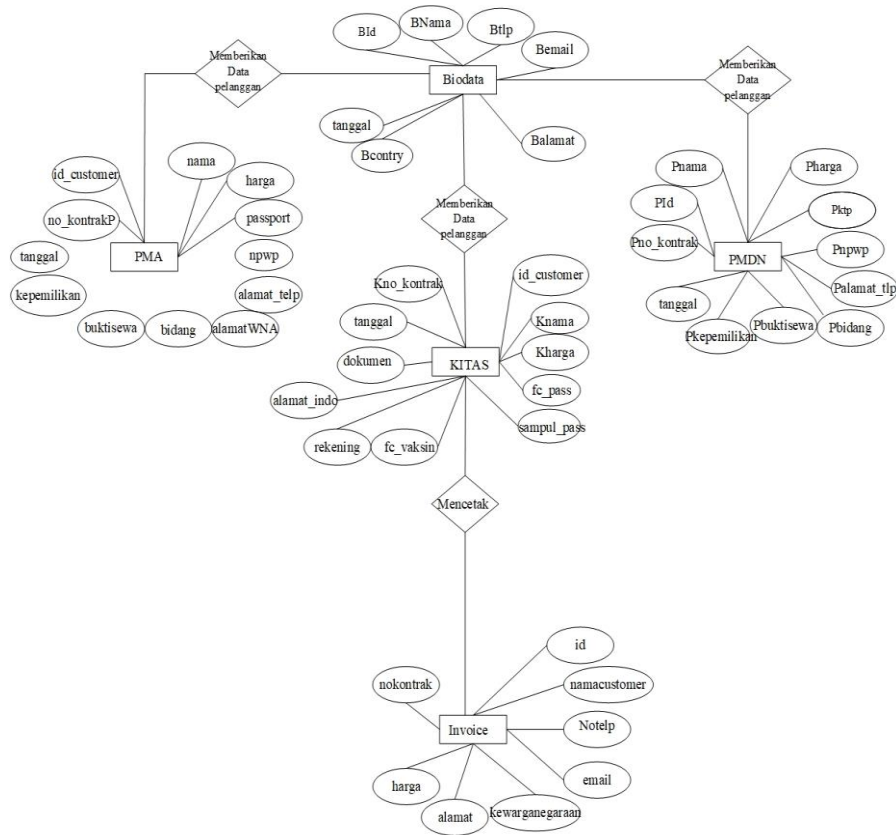 BNama
Btlp
BId
Bemail
Memberikan
Data
pelanggan
Biodata
Memberikan
Data
pelanggan
tanggal
Bcontry
Balamat
nama
id_customer
harga
no_kontrakP
passport
PMA
tanggal
npwp
kepemilikan
alamat_telp
buktisewa
bidang
alamatWNA
Memberikan
Data
pelanggan
Pnama
Pharga
PId
Pktp
Pno_kontrak
PMDN
Pnpwp
Palamat_tlp
tanggal
Pkepemilikan
Pbuktisewa
Pbidang
Kno_kontrak
id_customer
tanggal
Knama
dokumen
KITAS
Kharga
alamat_indo
fc_pass
sampul_pass
rekening
fc_vaksin
Mencetak
id
nokontrak
namacustomer
Invoice
Notelp
harga
email
alamat
kewarganegaraan